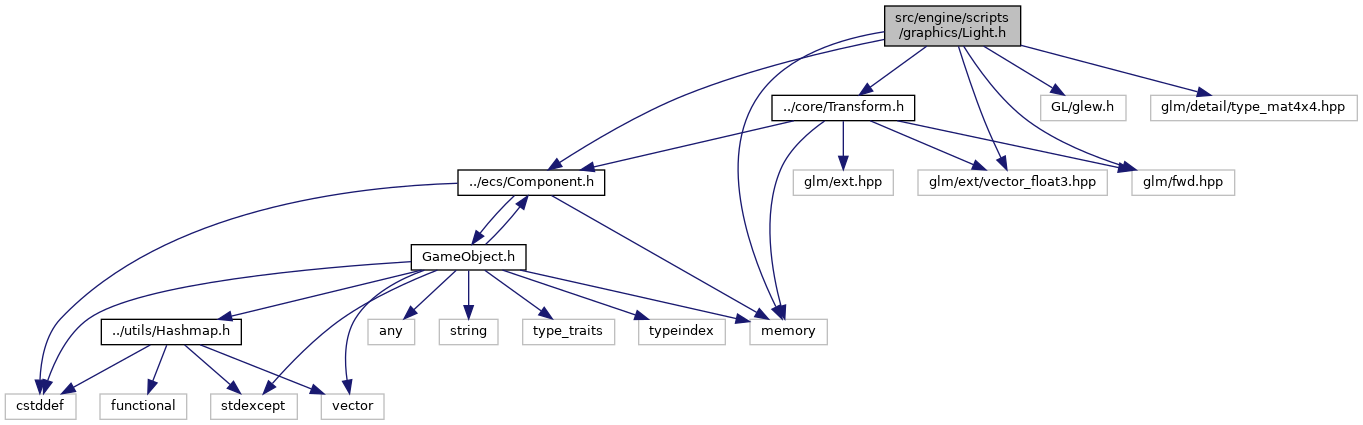 src/engine/scripts
/graphics/Light.h
../core/Transform.h
GL/glew.h
glm/detail/type_mat4x4.hpp
../ecs/Component.h
glm/ext.hpp
glm/ext/vector_float3.hpp
glm/fwd.hpp
GameObject.h
../utils/Hashmap.h
any
string
type_traits
typeindex
memory
cstddef
functional
stdexcept
vector